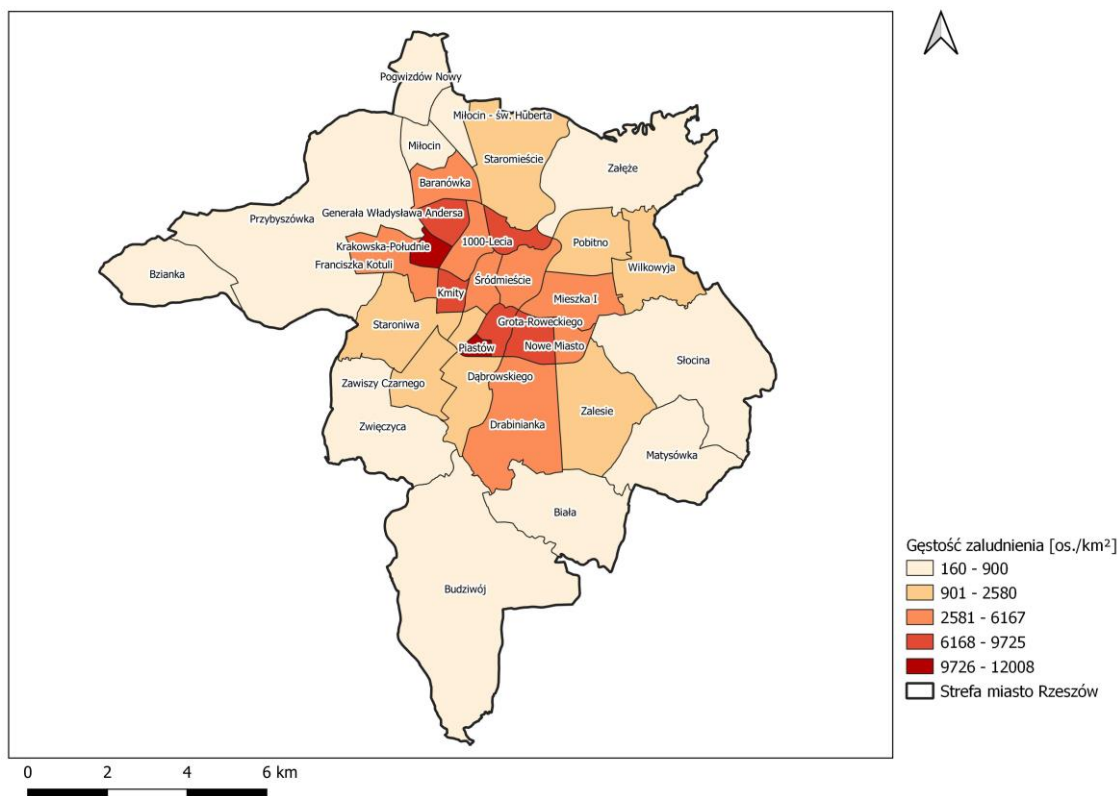 Pogwizdów Nowy
Miłocin - św. Huberta
Miłocin
Staromieście
Załęże
Baranówka
Przybyszówka
Generała Władysława Andersa
Krakowska-Południe
1000-Lecia
Pobitno
Franciszka Kotuli
Wilkowyja
Bzianka
Śródmieście
Kmity
Mieszka I
Staroniwa
Grota-Roweckiego
Piastów
Nowe Miasto
Słocina
Zawiszy Czarnego
Dąbrowskiego
Zalesie
Zwięczyca
Drabinianka
Matysówka
Biała
Budziwój
Gęstość zaludnienia [os./km²]
160 - 900
901 - 2580
2581 - 6167
6168 - 9725
9726 - 12008
Strefa miasto Rzeszów
0 2 4 6 km